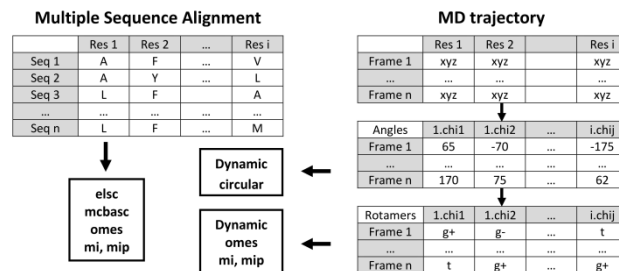 Multiple Sequence Alignment
Res 1 Res 2 … Res i
Seq 1 A F … V
Seq 2 A Y … L
Seq 3 L F A
… … … …
Seq n L F … M
elsc
mcbasc
omes
mi, mip
MD trajectory
Res 1 Res 2 Res i
Frame 1 xyz xyz xyz
… … … …
Frame n xyz xyz xyz
Angles 1.chi1 1.chi2 … i.chij
Frame 1 65 -70 … -175
… … … …
Frame n 170 75 … 62
Dynamic
circular
Rotamers 1.chi1 1.chi2 … i.chij
Frame 1 g+ g- … t
… … … …
Frame n t g+ … g+
Dynamic
omes
mi, mip